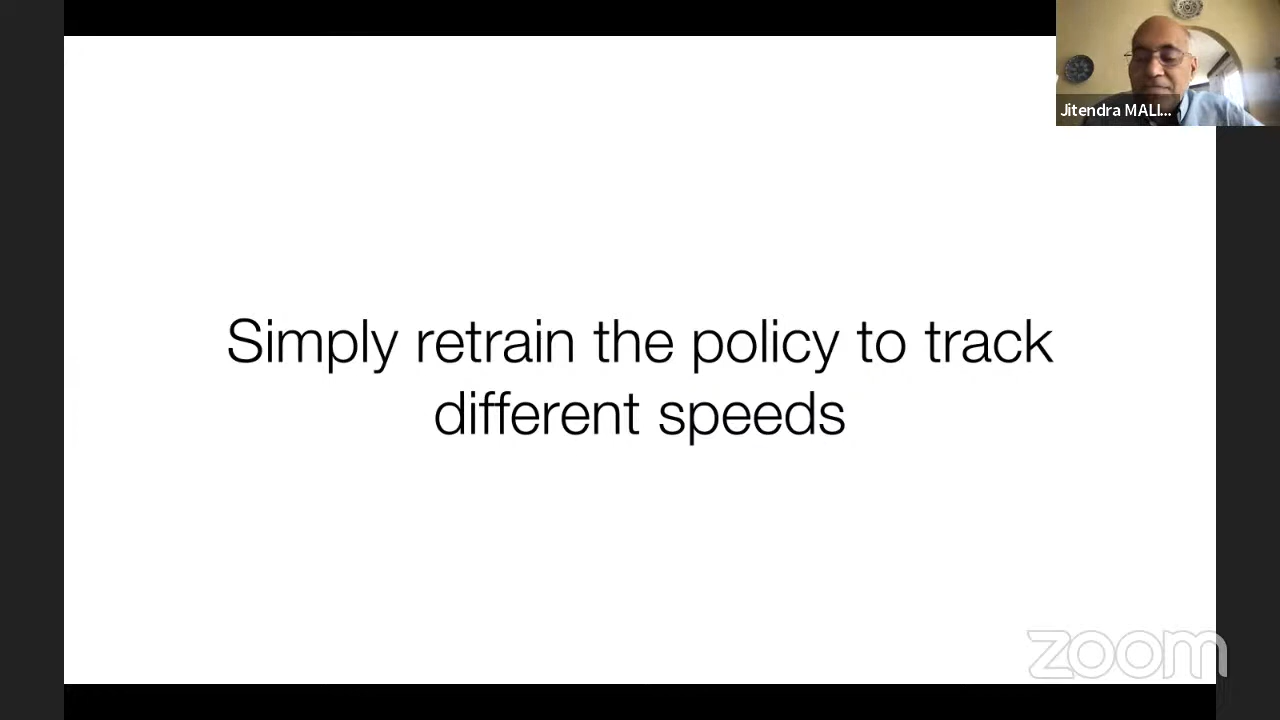 Jitendra MALI...
Simply retrain the policy to track
different speeds
zoom